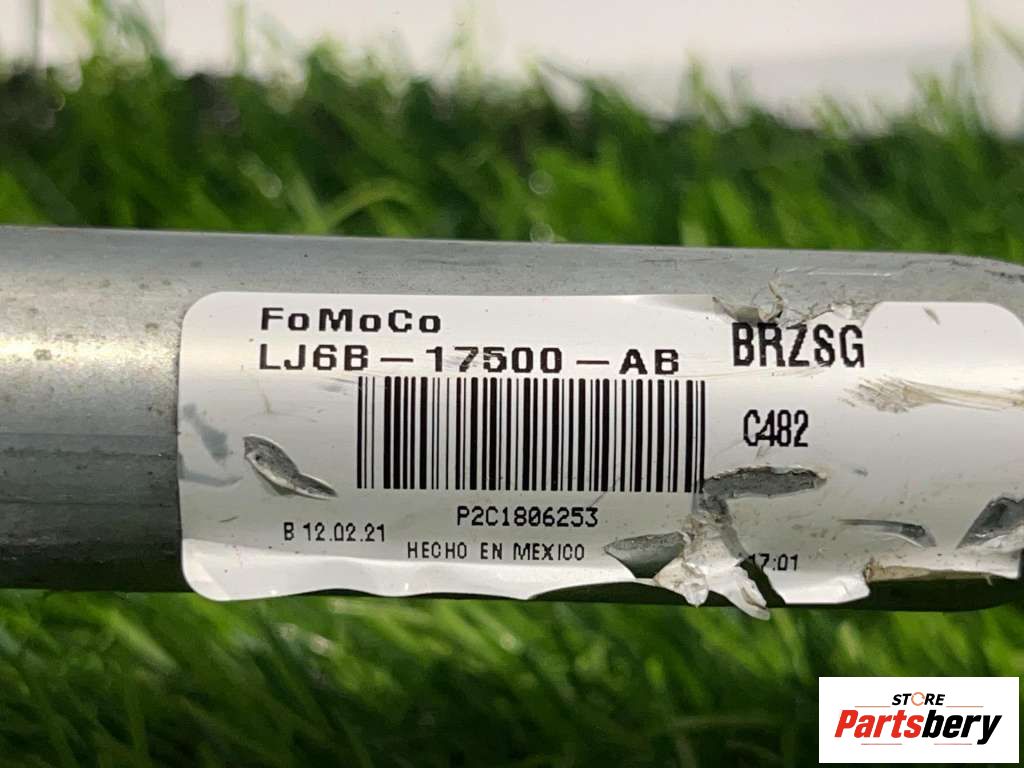 FoMoCo
LJ6B-17500-AB
BRZSG
C482
P2C1806253
B 12.02.21
HECHO EN MEXICO
17:01
STORE
Partsbery